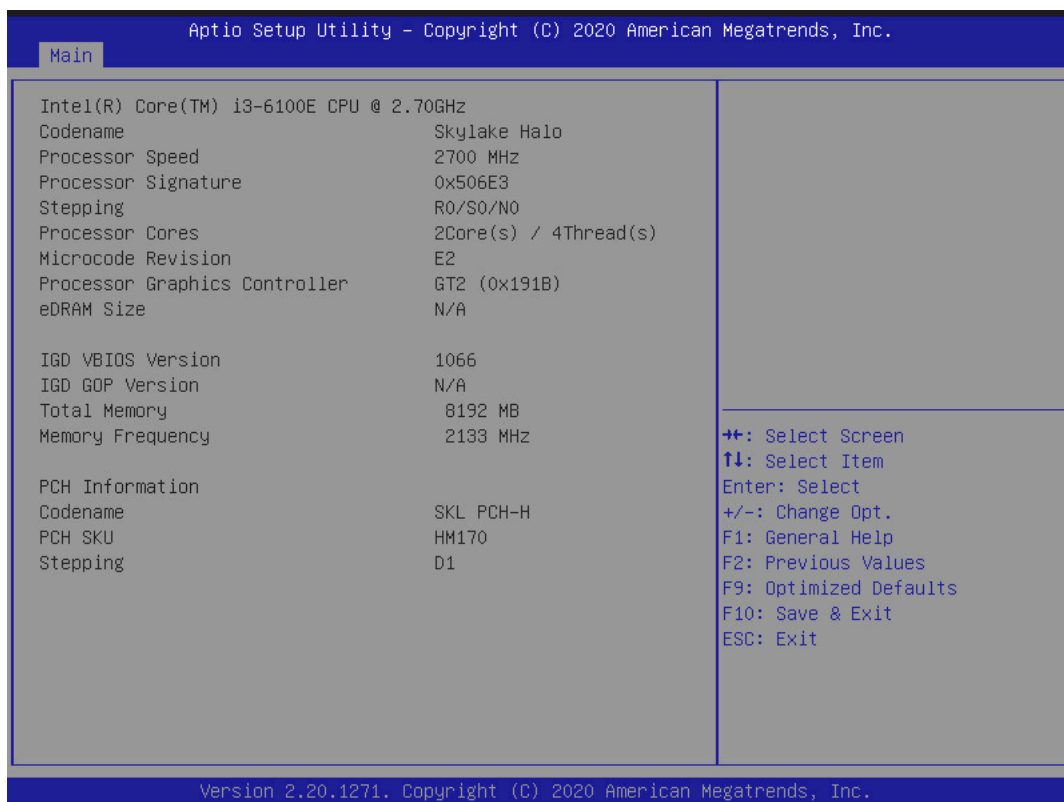 Aptio Setup Utility – Copyright (C) 2020 American Megatrends, Inc.
Main
Intel(R) Core(TM) i3-6100E CPU @ 2.70GHz
Codename Skylake Halo
Processor Speed 2700 MHz
Processor Signature 0x506E3
Stepping R0/S0/N0
Processor Cores 2Core(s) / 4Thread(s)
Microcode Revision E2
Processor Graphics Controller GT2 (0x191B)
eDRAM Size N/A
IGD VBIOS Version 1066
IGD GOP Version N/A
Total Memory 8192 MB
Memory Frequency 2133 MHz
PCH Information
Codename SKL PCH-H
PCH SKU HM170
Stepping D1
→←: Select Screen
↑↓: Select Item
Enter: Select
+/-: Change Opt.
F1: General Help
F2: Previous Values
F9: Optimized Defaults
F10: Save & Exit
ESC: Exit
Version 2.20.1271. Copyright (C) 2020 American Megatrends, Inc.